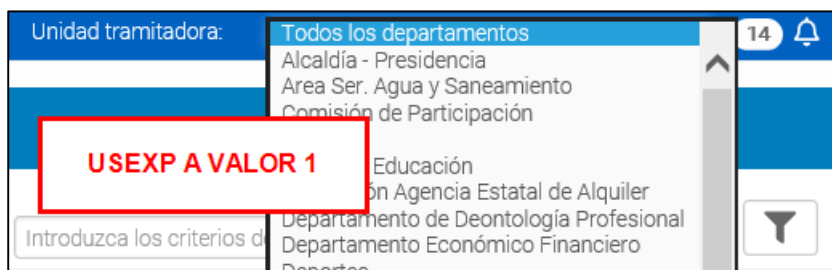 Unidad tramitadora:
Todos los departamentos
14
Alcaldía - Presidencia
Area Ser. Agua y Saneamiento
Comisión de Participación
USEXP A VALOR 1
Educación
Agencia Estatal de Alquiler
Departamento de Deontología Profesional
Introduzca los criterios
Departamento Económico Financiero